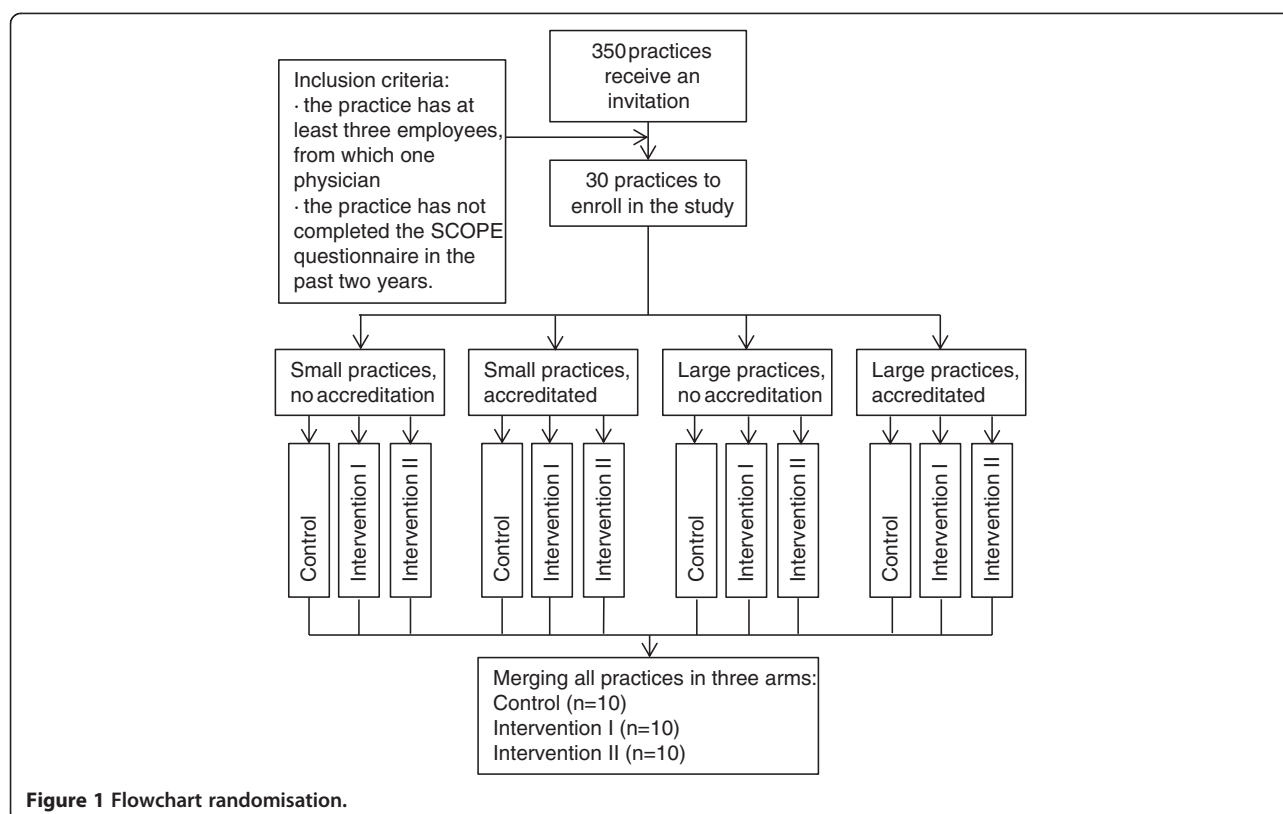 350 practices
receive an
invitation
Inclusion criteria:
· the practice has at
least three employees,
from which one
physician
· the practice has not
completed the SCOPE
questionnaire in the
past two years.
30 practices to
enroll in the study
Small practices,
no accreditation
Small practices,
accreditated
Large practices,
no accreditation
Large practices,
accreditated
Control
Intervention I
Intervention II
Control
Intervention I
Intervention II
Control
Intervention I
Intervention II
Control
Intervention I
Intervention II
Merging all practices in three arms:
Control (n=10)
Intervention I (n=10)
Intervention II (n=10)
Figure 1 Flowchart randomisation.